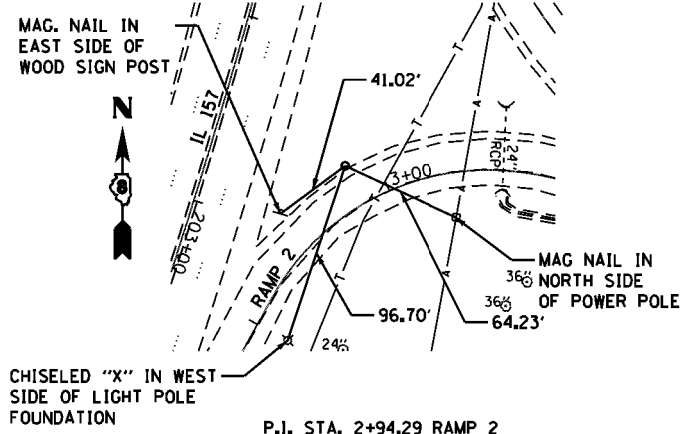 MAG. NAIL IN
EAST SIDE OF
WOOD SIGN POST
41.02'
N
8
IL 157
203+00
T
T
T
A
A
A
24"
RCP
3+00
RAMP 2
MAG NAIL IN
NORTH SIDE
OF POWER POLE
36"
36"
64.23'
96.70'
24"
CHISELED "X" IN WEST
SIDE OF LIGHT POLE
FOUNDATION
P.I. STA. 2+94.29 RAMP 2